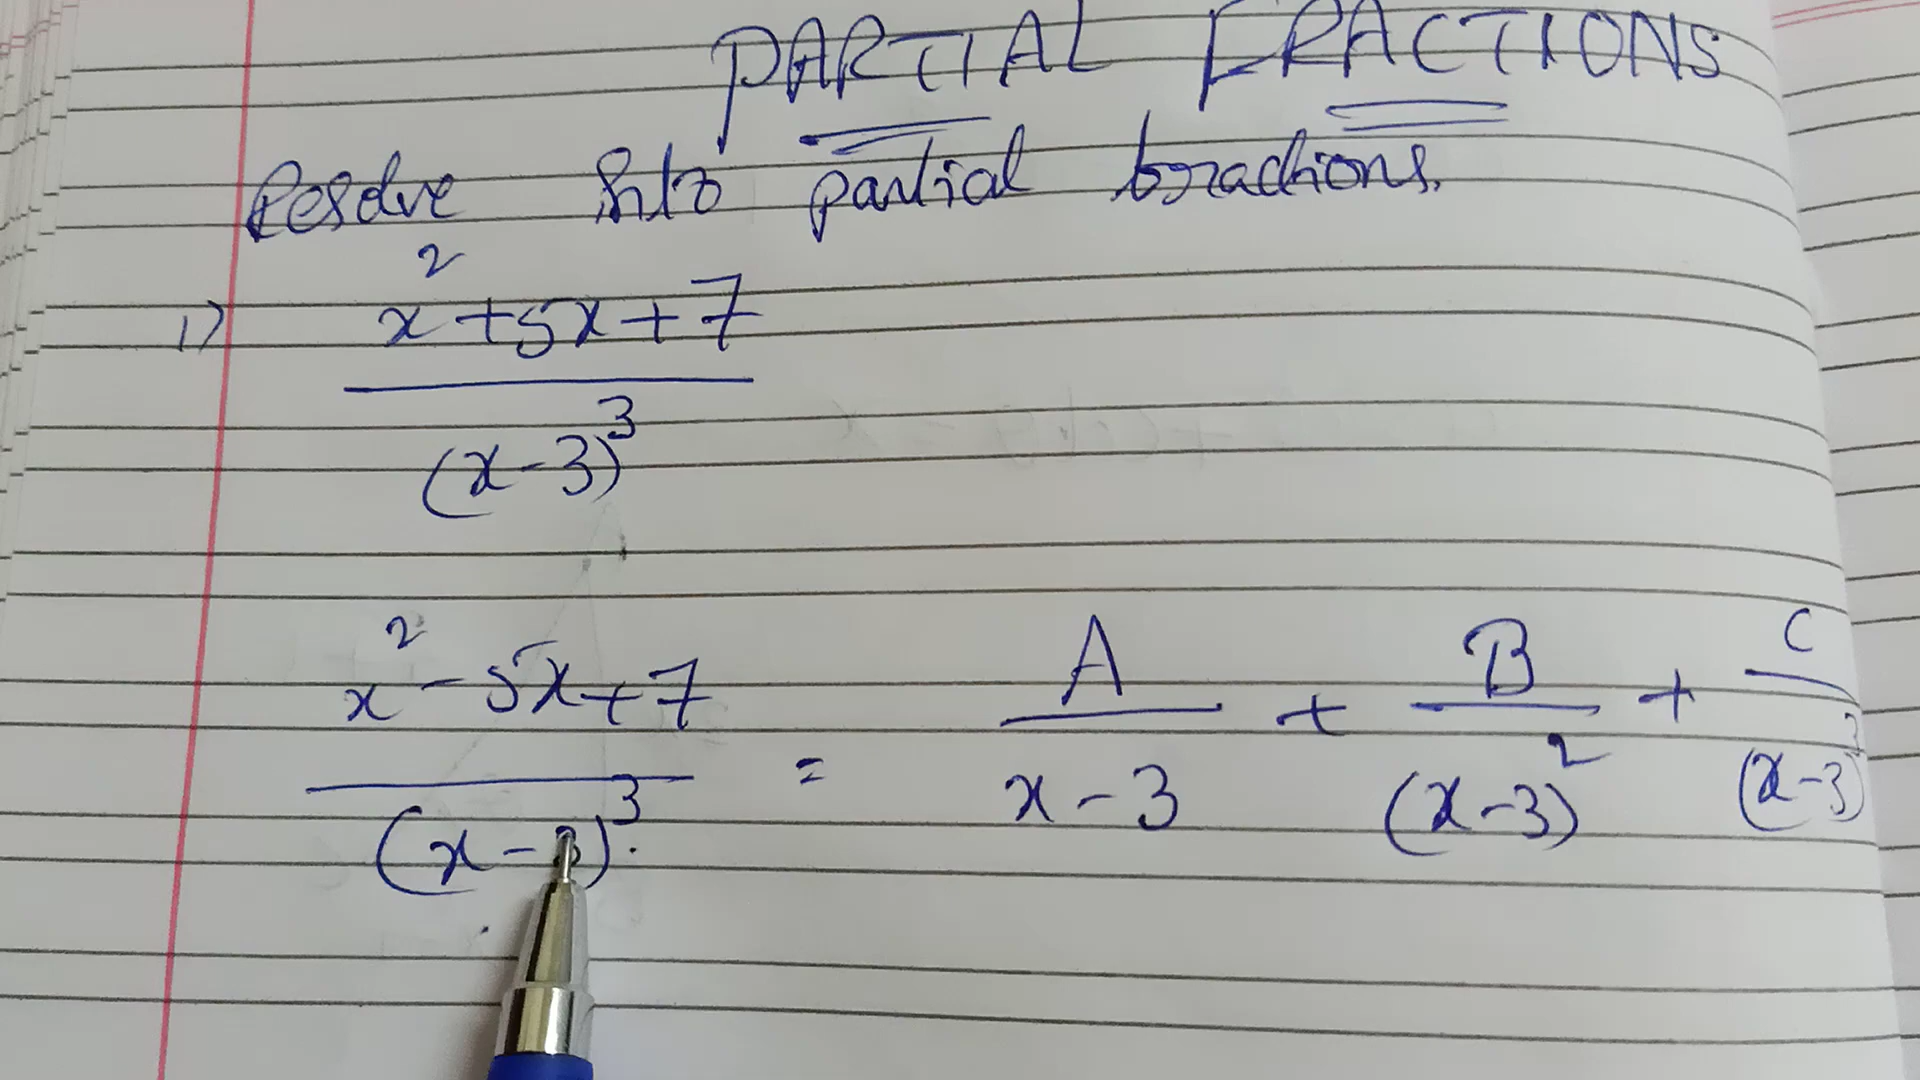 PARTIAL FRACTIONS
Resolve into partial fractions.
1) x² + 5x + 7 / (x - 3)³
x² - 5x + 7 / (x - 3)³ = A / x - 3 + B / (x - 3)² + C / (x - 3)³